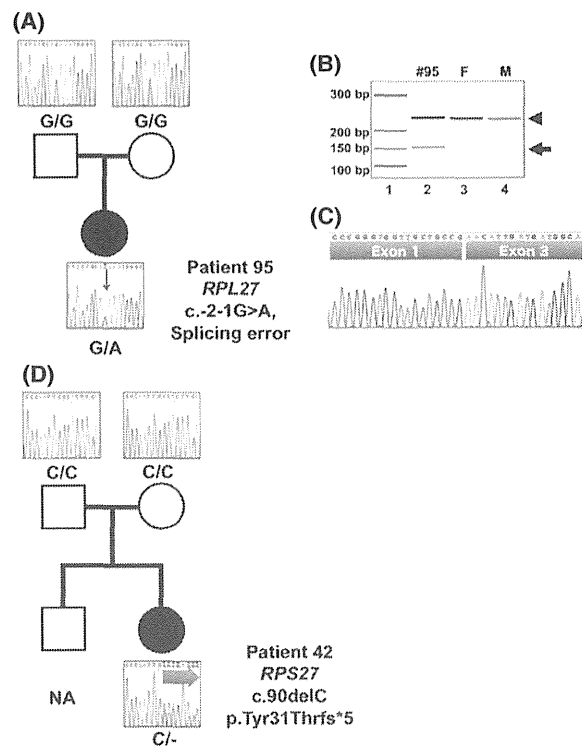 (A)
G/G G/G
Patient 95
RPL27
c.-2-1G>A,
Splicing error
G/A
(B)
#95 F M
300 bp
200 bp
150 bp
100 bp
1 2 3 4
(C)
Exon 1 Exon 3
(D)
C/C C/C
NA
Patient 42
RPS27
c.90delC
p.Tyr31Thrfs*5
C/-